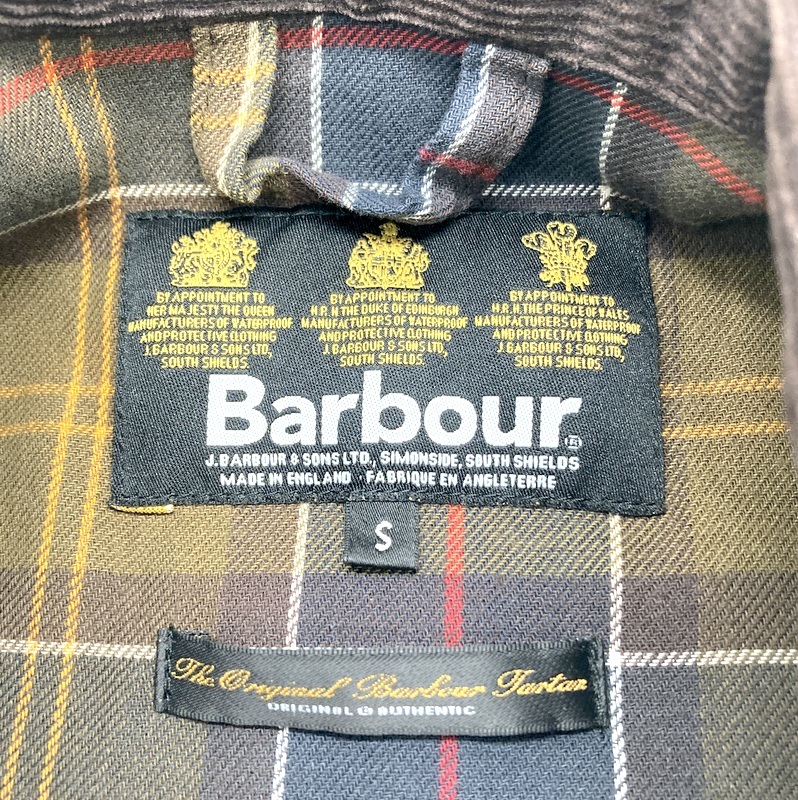 BY APPOINTMENT TO
HER MAJESTY THE QUEEN
MANUFACTURERS OF WATERPROOF
AND PROTECTIVE CLOTHING
J.BARBOUR & SONS LTD,
SOUTH SHIELDS.
BY APPOINTMENT TO
H.R.H. THE DUKE OF EDINBURGH
MANUFACTURERS OF WATERPROOF
AND PROTECTIVE CLOTHING
J.BARBOUR & SONS LTD,
SOUTH SHIELDS.
BY APPOINTMENT TO
H.R.H. THE PRINCE OF WALES
MANUFACTURERS OF WATERPROOF
AND PROTECTIVE CLOTHING
J.BARBOUR & SONS LTD,
SOUTH SHIELDS.
Barbour
J.BARBOUR & SONS LTD, SIMONSIDE, SOUTH SHIELDS
MADE IN ENGLAND FABRIQUE EN ANGLETERRE
S
The Original Barbour Tartan
ORIGINAL & AUTHENTIC